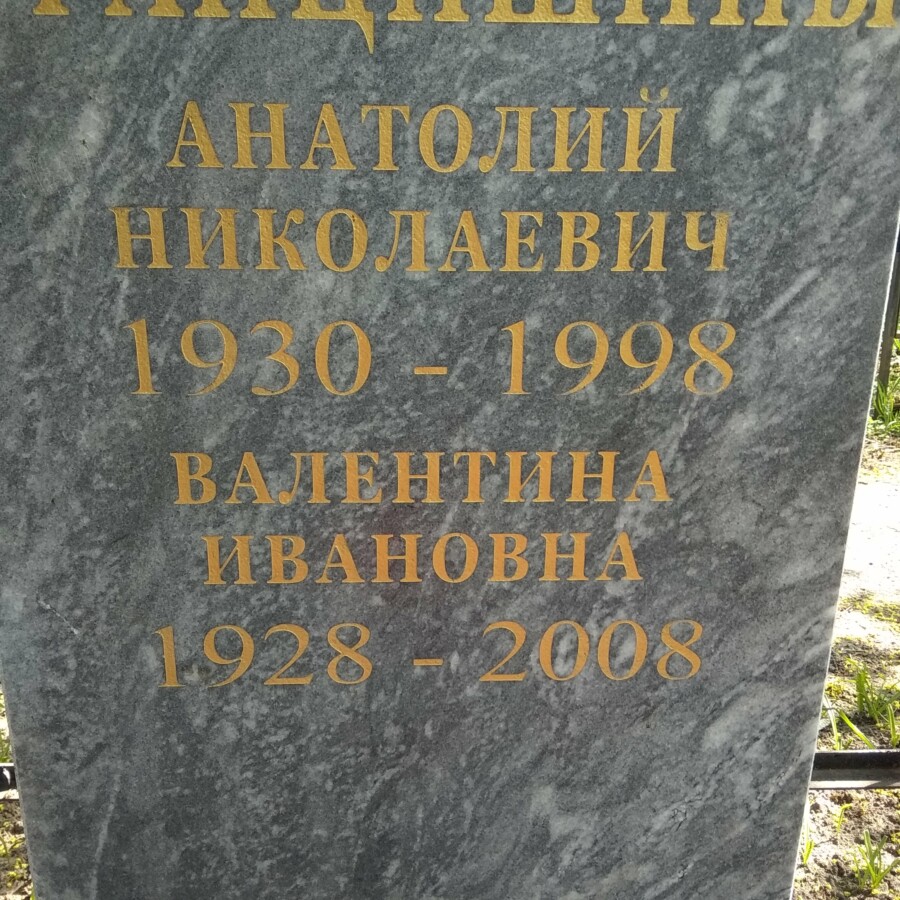 АНАТОЛИЙ
НИКОЛАЕВИЧ
1930 - 1998
ВАЛЕНТИНА
ИВАНОВНА
1928 - 2008